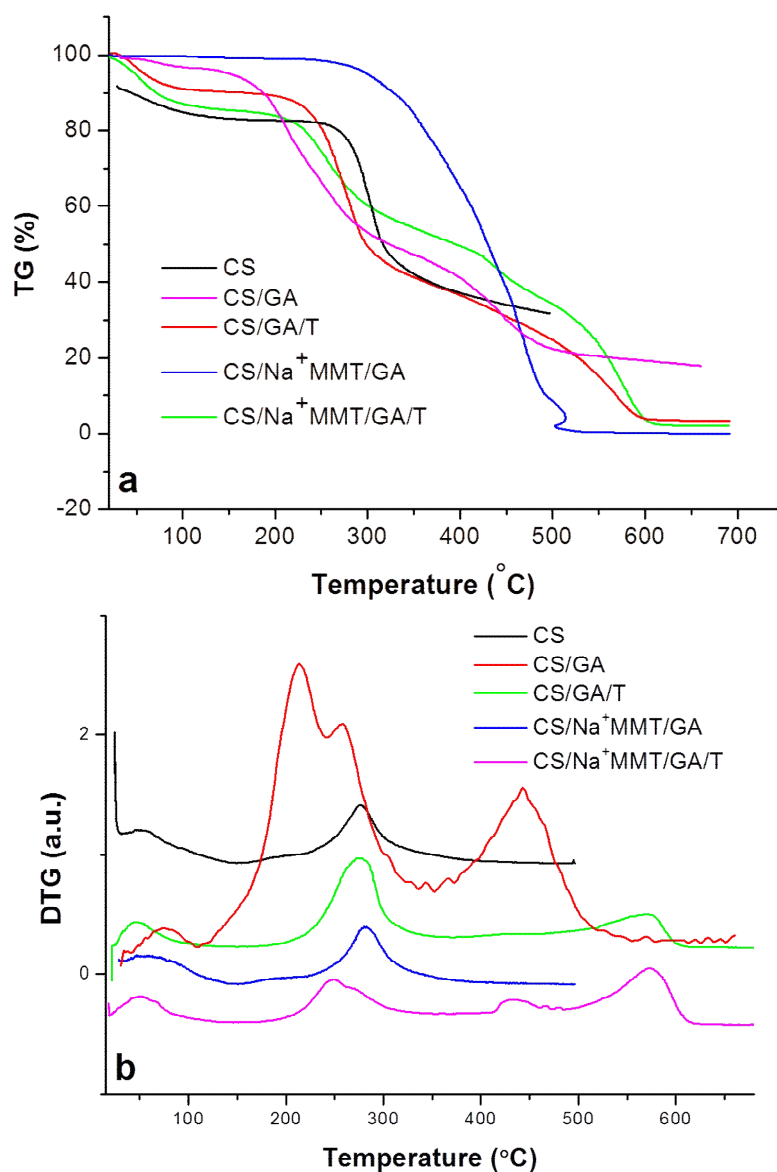 100
80
60
40
20
0
-20
TG (%)
CS
CS/GA
CS/GA/T
CS/Na+MMT/GA
CS/Na+MMT/GA/T
a
100 200 300 400 500 600 700
Temperature (°C)
2
0
DTG (a.u.)
CS
CS/GA
CS/GA/T
CS/Na+MMT/GA
CS/Na+MMT/GA/T
b
100 200 300 400 500 600
Temperature (°C)